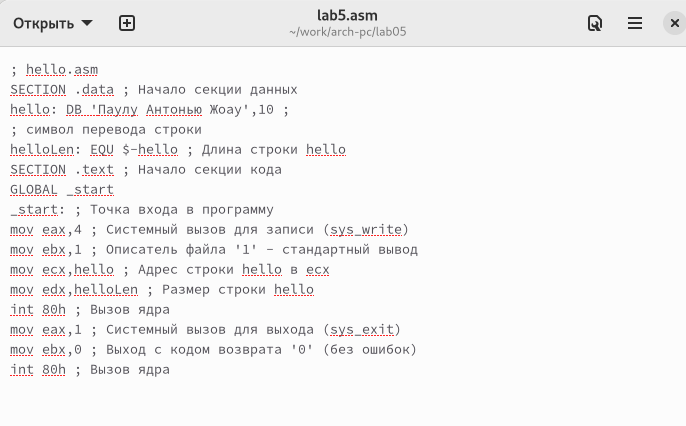 Открыть
lab5.asm
~/work/arch-pc/lab05
; hello.asm
SECTION .data ; Начало секции данных
hello: DB 'Паулу Антонью Жоау',10 ;
; символ перевода строки
helloLen: EQU $-hello ; Длина строки hello
SECTION .text ; Начало секции кода
GLOBAL _start
_start: ; Точка входа в программу
mov eax,4 ; Системный вызов для записи (sys_write)
mov ebx,1 ; Описатель файла '1' - стандартный вывод
mov ecx,hello ; Адрес строки hello в ecx
mov edx,helloLen ; Размер строки hello
int 80h ; Вызов ядра
mov eax,1 ; Системный вызов для выхода (sys_exit)
mov ebx,0 ; Выход с кодом возврата '0' (без ошибок)
int 80h ; Вызов ядра